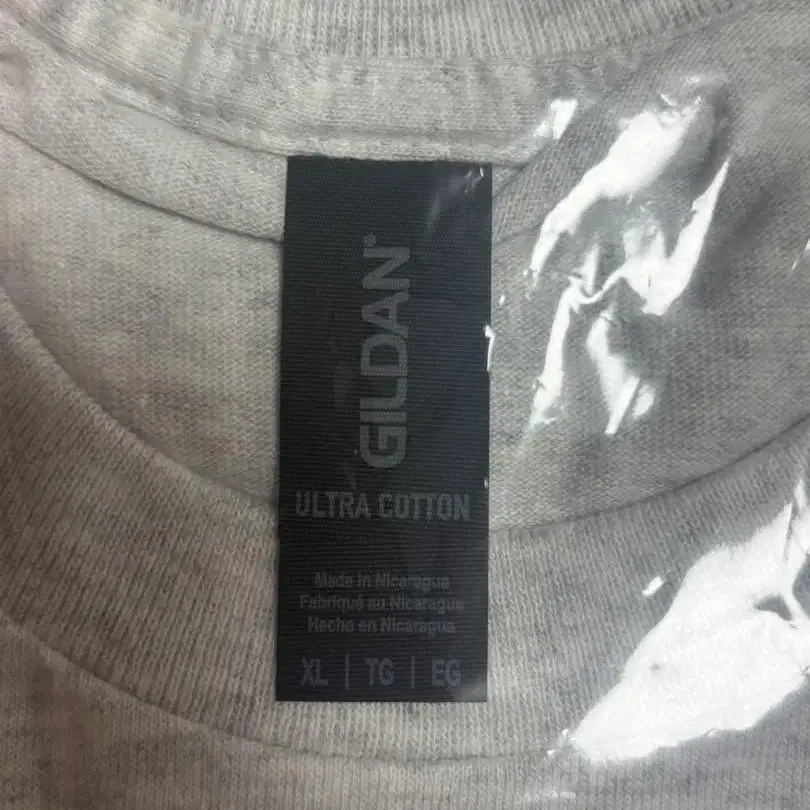 GILDAN®
ULTRA COTTON
Made in Nicaragua
Fabriqué au Nicaragua
Hecho en Nicaragua
XL | TG | EG